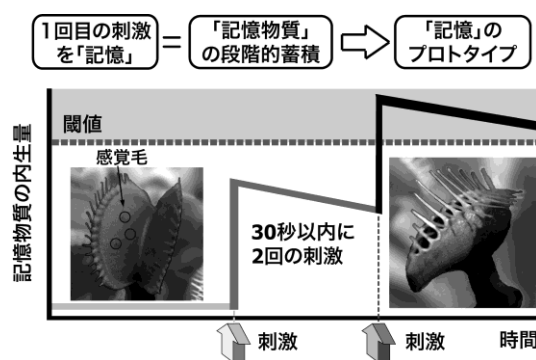 1回目の刺激
を「記憶」
=
「記憶物質」
の段階的蓄積
「記憶」の
プロトタイプ
記憶物質の内生量
閾値
感覚毛
30秒以内に
2回の刺激
刺激
刺激
時間